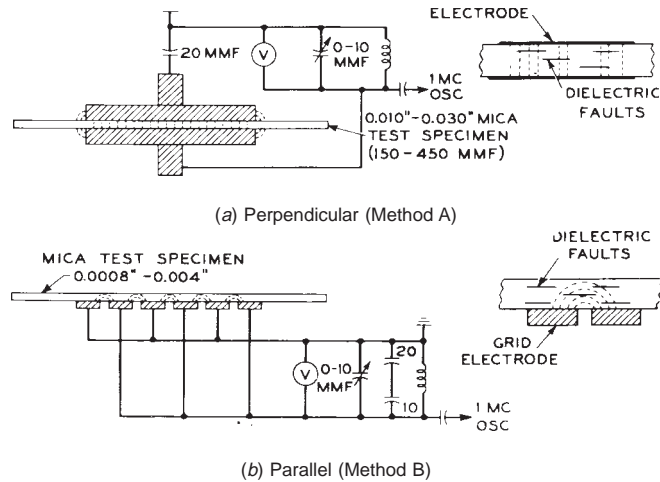 ELECTRODE
20 MMF
V
0-10
MMF
1 MC
OSC
DIELECTRIC
FAULTS
0.010"-0.030" MICA
TEST SPECIMEN
(150-450 MMF)
(a) Perpendicular (Method A)
MICA TEST SPECIMEN
0.0008"-0.004"
DIELECTRIC
FAULTS
GRID
ELECTRODE
V
0-10
MMF
20
10
1 MC
OSC
(b) Parallel (Method B)